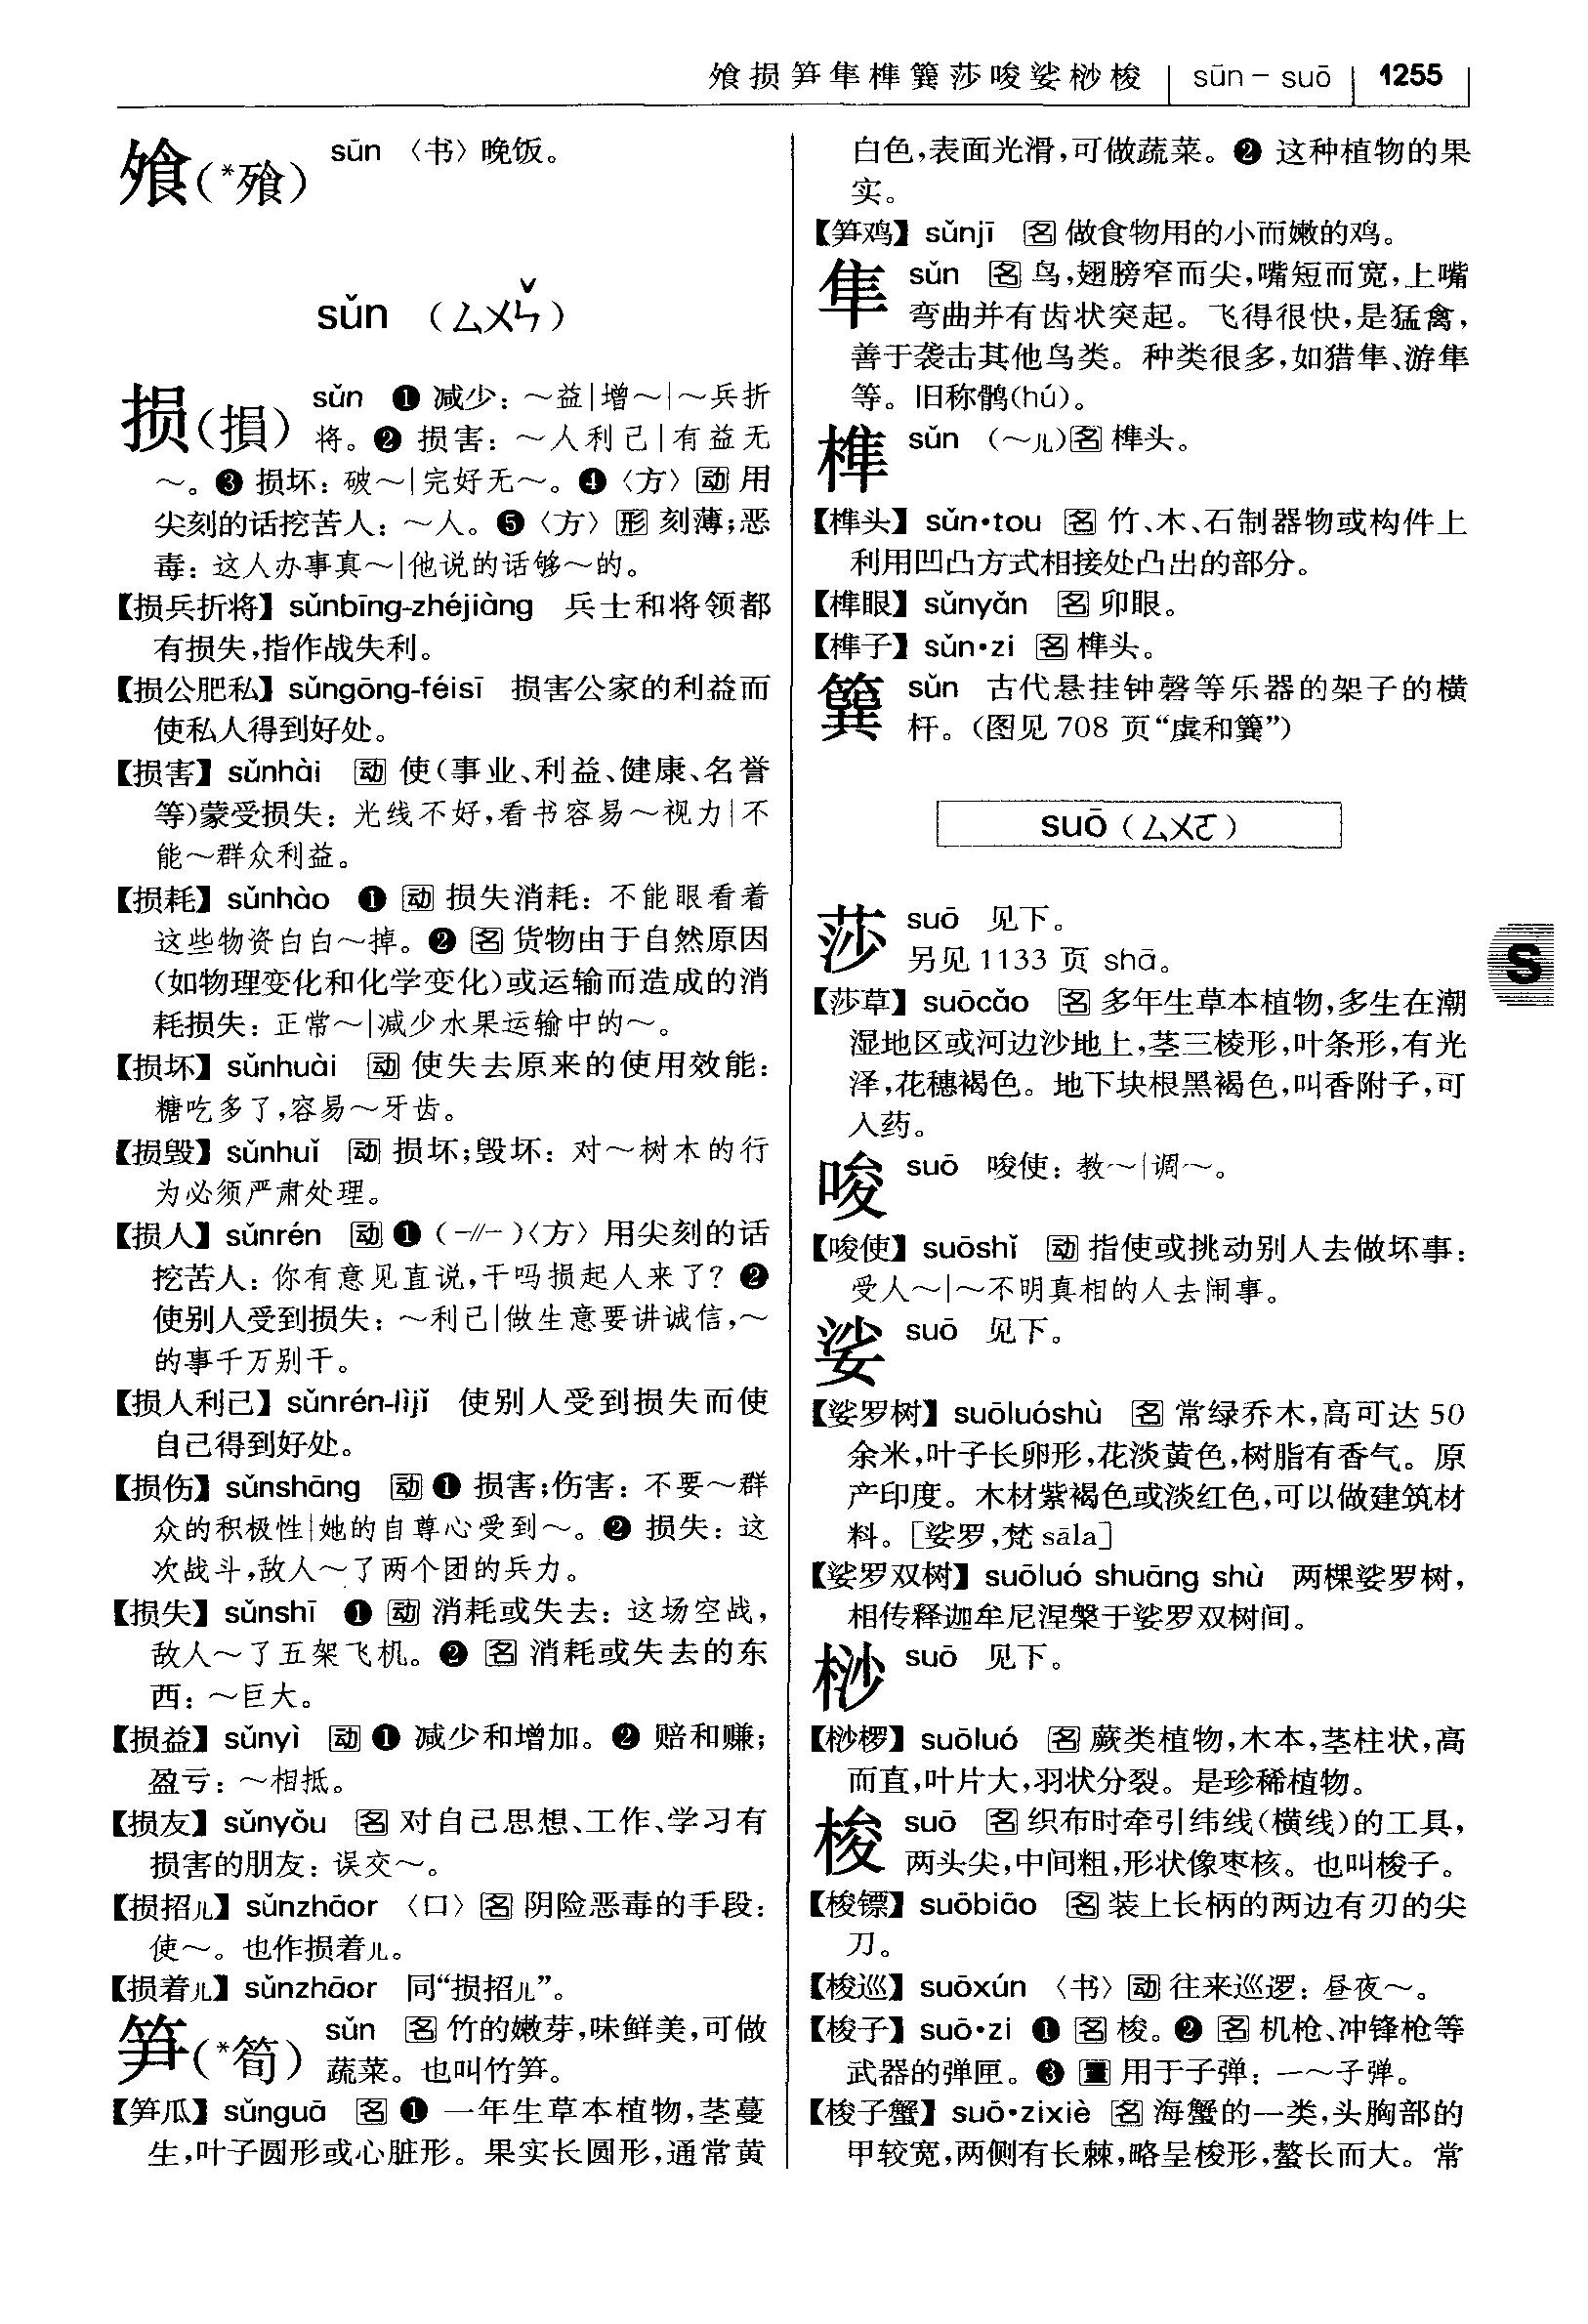 飧损笋隼榫簨莎唆娑桫梭 sūn－suō 1255
飧(*飱) sūn 〈书〉晚饭。
sǔn （ㄙㄨㄣˇ）
损(損) sǔn ❶ 减少：～益|增～|～兵折
将。❷ 损害：～人利己|有益无
～。❸ 损坏：破～|完好无～。❹〈方〉动 用
尖刻的话挖苦人：～人。❺〈方〉形 刻薄;恶
毒：这人办事真～|他说的话够～的。
【损兵折将】sǔnbīng-zhéjiàng 兵士和将领都
有损失,指作战失利。
【损公肥私】sǔngōng-féisī 损害公家的利益而
使私人得到好处。
【损害】sǔnhài 动 使(事业、利益、健康、名誉
等)蒙受损失：光线不好,看书容易～视力|不
能～群众利益。
【损耗】sǔnhào ❶ 动 损失消耗：不能眼看着
这些物资白白～掉。❷ 名 货物由于自然原因
(如物理变化和化学变化)或运输而造成的消
耗损失：正常～|减少水果运输中的～。
【损坏】sǔnhuài 动 使失去原来的使用效能：
糖吃多了,容易～牙齿。
【损毁】sǔnhuǐ 动 损坏;毁坏：对～树木的行
为必须严肃处理。
【损人】sǔnrén 动 ❶ (-//-)〈方〉用尖刻的话
挖苦人：你有意见直说,干吗损起人来了? ❷
使别人受到损失：～利己|做生意要讲诚信,～
的事千万别干。
【损人利己】sǔnrén-lìjǐ 使别人受到损失而使
自己得到好处。
【损伤】sǔnshāng 动 ❶ 损害;伤害：不要～群
众的积极性|她的自尊心受到～。❷ 损失：这
次战斗,敌人～了两个团的兵力。
【损失】sǔnshī ❶ 动 消耗或失去：这场空战,
敌人～了五架飞机。❷ 名 消耗或失去的东
西：～巨大。
【损益】sǔnyì 动 ❶ 减少和增加。❷ 赔和赚;
盈亏：～相抵。
【损友】sǔnyǒu 名 对自己思想、工作、学习有
损害的朋友：误交～。
【损招儿】sǔnzhāor 〈口〉名 阴险恶毒的手段：
使～。也作损着儿。
【损着儿】sǔnzhāor 同“损招儿”。
笋(*筍) sǔn 名 竹的嫩芽,味鲜美,可做
蔬菜。也叫竹笋。
【笋瓜】sǔnguā 名 ❶ 一年生草本植物,茎蔓
生,叶子圆形或心脏形。果实长圆形,通常黄
白色,表面光滑,可做蔬菜。❷ 这种植物的果
实。
【笋鸡】sǔnjī 名 做食物用的小而嫩的鸡。
隼 sǔn 名 鸟,翅膀窄而尖,嘴短而宽,上嘴
弯曲并有齿状突起。飞得很快,是猛禽,
善于袭击其他鸟类。种类很多,如猎隼、游隼
等。旧称鹘(hú)。
榫 sǔn (～儿)名 榫头。
【榫头】sǔn•tou 名 竹、木、石制器物或构件上
利用凹凸方式相接处凸出的部分。
【榫眼】sǔnyǎn 名 卯眼。
【榫子】sǔn•zi 名 榫头。
簨 sǔn 古代悬挂钟磬等乐器的架子的横
杆。(图见 708 页“虡和簨”)
suō（ㄙㄨㄛ）
莎 suō 见下。
另见 1133 页 shā。
【莎草】suōcǎo 名 多年生草本植物,多生在潮
湿地区或河边沙地上,茎三棱形,叶条形,有光
泽,花穗褐色。地下块根黑褐色,叫香附子,可
入药。
唆 suō 唆使：教～|调～。
【唆使】suōshǐ 动 指使或挑动别人去做坏事：
受人～|～不明真相的人去闹事。
娑 suō 见下。
【娑罗树】suōluóshù 名 常绿乔木,高可达 50
余米,叶子长卵形,花淡黄色,树脂有香气。原
产印度。木材紫褐色或淡红色,可以做建筑材
料。[娑罗,梵 sāla]
【娑罗双树】suōluó shuāng shù 两棵娑罗树,
相传释迦牟尼涅槃于娑罗双树间。
桫 suō 见下。
【桫椤】suōluó 名 蕨类植物,木本,茎柱状,高
而直,叶片大,羽状分裂。是珍稀植物。
梭 suō 名 织布时牵引纬线(横线)的工具,
两头尖,中间粗,形状像枣核。也叫梭子。
【梭镖】suōbiāo 名 装上长柄的两边有刃的尖
刀。
【梭巡】suōxún 〈书〉动 往来巡逻：昼夜～。
【梭子】suō•zi ❶ 名 梭。❷ 名 机枪、冲锋枪等
武器的弹匣。❸ 量 用于子弹：一～子弹。
【梭子蟹】suō•zixiè 名 海蟹的一类,头胸部的
甲较宽,两侧有长棘,略呈梭形,螯长而大。常
S